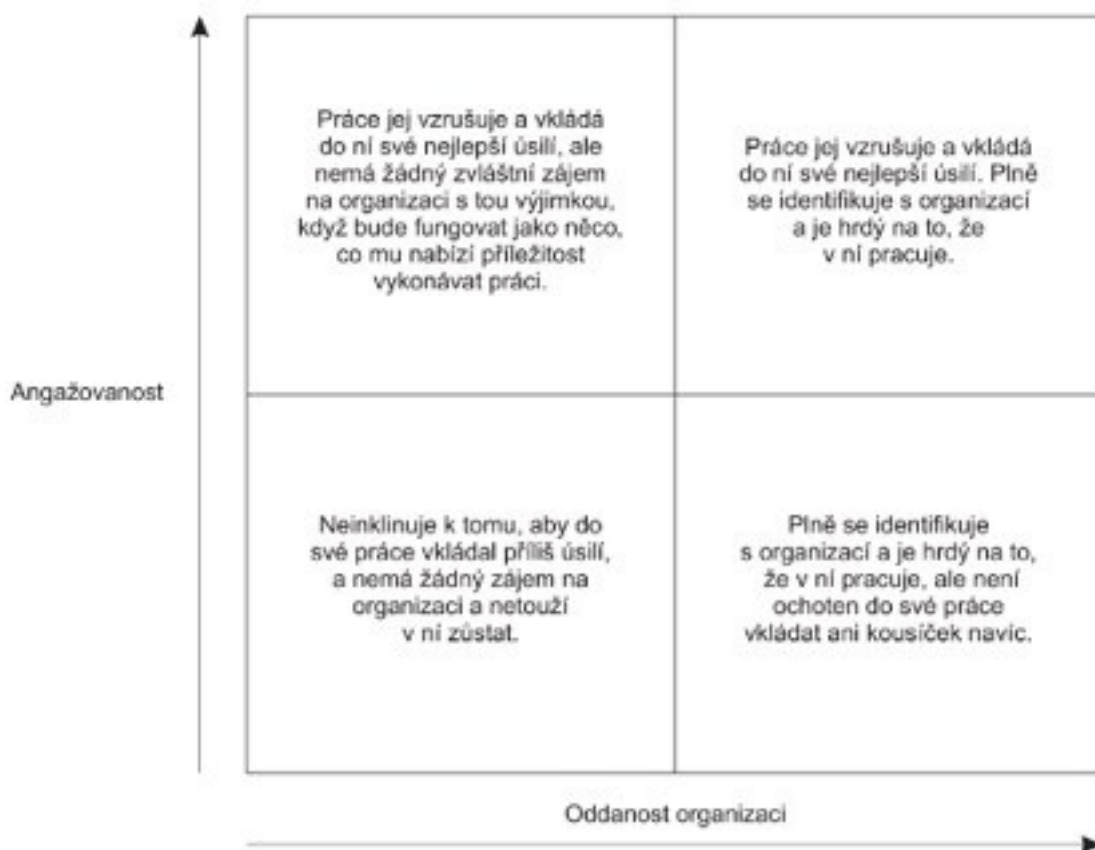 Práce jej vzrušuje a vkládá
do ní své nejlepší úsilí, ale
nemá žádný zvláštní zájem
na organizaci s tou výjimkou,
když bude fungovat jako něco,
co mu nabízí příležitost
vykonávat práci.
Práce jej vzrušuje a vkládá
do ní své nejlepší úsilí. Plně
se identifikuje s organizací
a je hrdý na to, že
v ní pracuje.
Angažovanost
Neinklinuje k tomu, aby do
své práce vkládal příliš úsilí,
a nemá žádný zájem na
organizaci a netouží
v ní zůstat.
Plně se identifikuje
s organizací a je hrdý na to,
že v ní pracuje, ale není
ochoten do své práce
vkládat ani kousíček navíc.
Oddanost organizaci